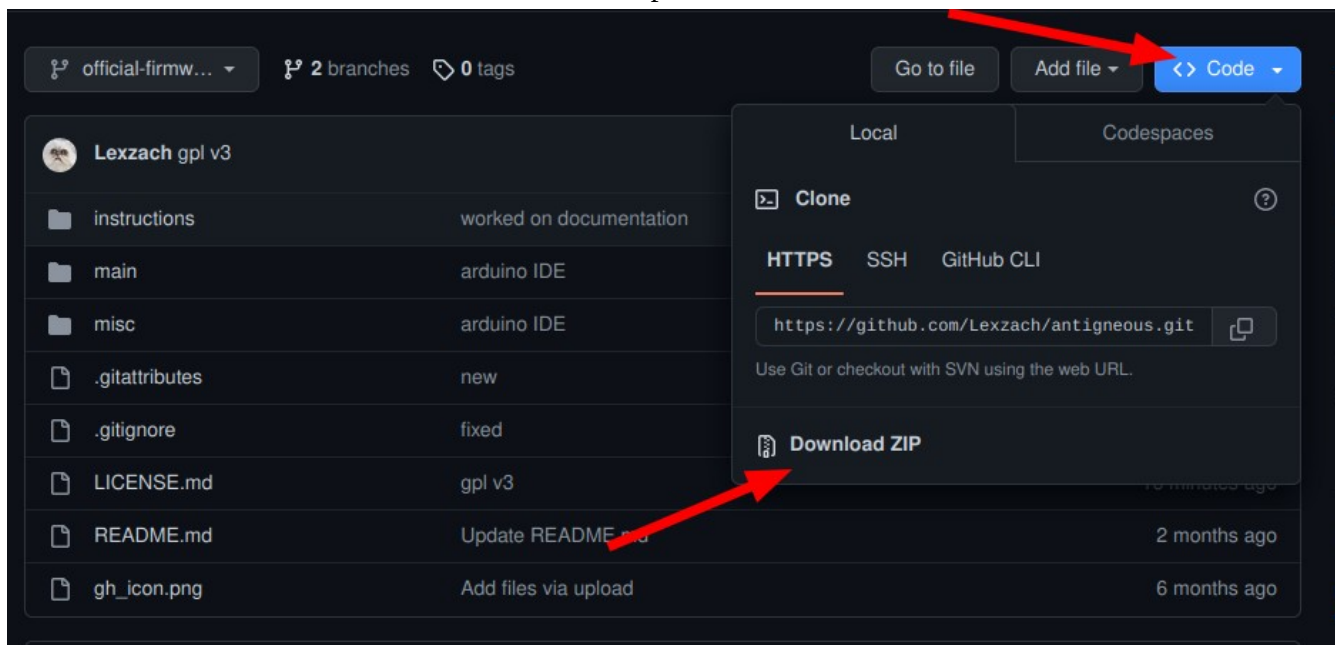 official-firmw... 2 branches 0 tags Go to file Add file <> Code
Lexzach gpl v3
Local Codespaces
Clone
instructions worked on documentation
HTTPS SSH GitHub CLI
main arduino IDE
https://github.com/Lexzach/antigneous.git
misc arduino IDE
Use Git or checkout with SVN using the web URL.
.gitattributes new
.gitignore fixed
Download ZIP
LICENSE.md gpl v3 minutes ago
README.md Update README.md 2 months ago
gh_icon.png Add files via upload 6 months ago